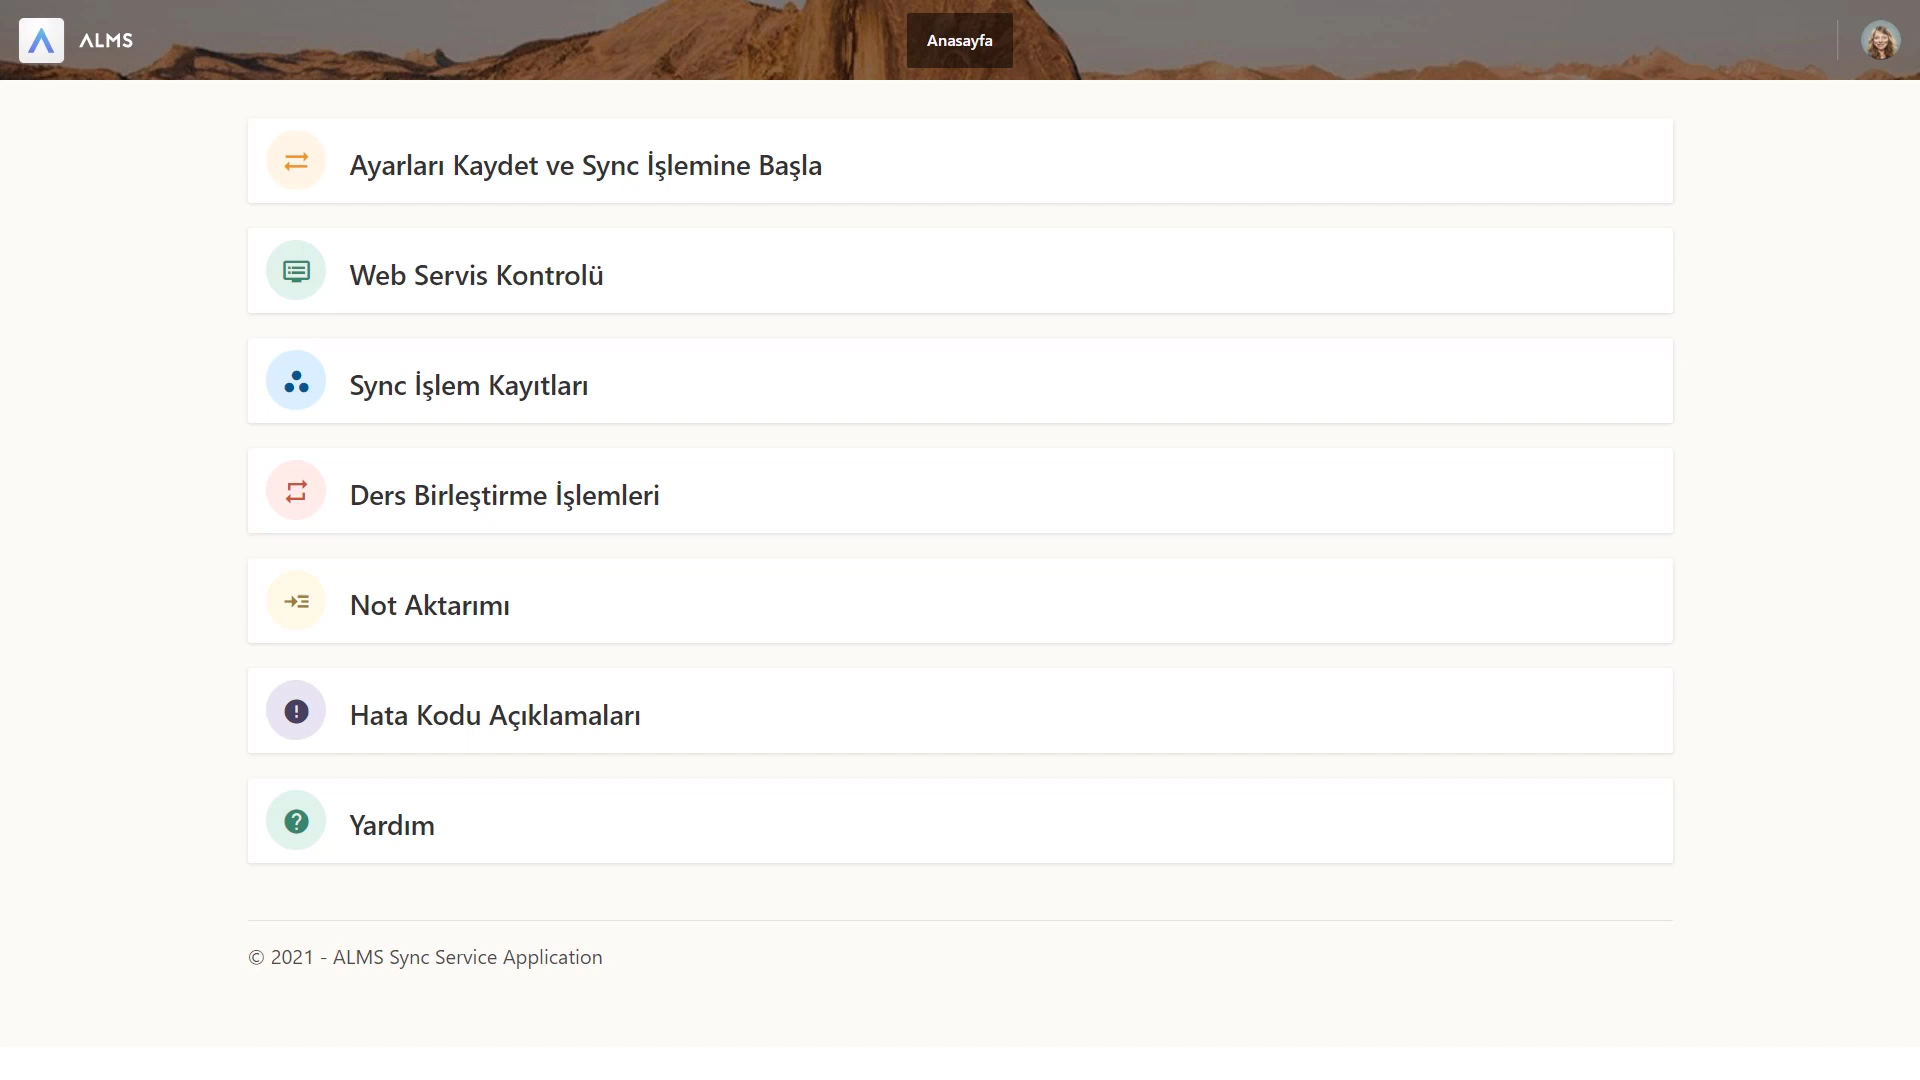 ALMS
Anasayfa
Ayarları Kaydet ve Sync İşlemine Başla
Web Servis Kontrolü
Sync İşlem Kayıtları
Ders Birleştirme İşlemleri
Not Aktarımı
Hata Kodu Açıklamaları
Yardım
© 2021 - ALMS Sync Service Application